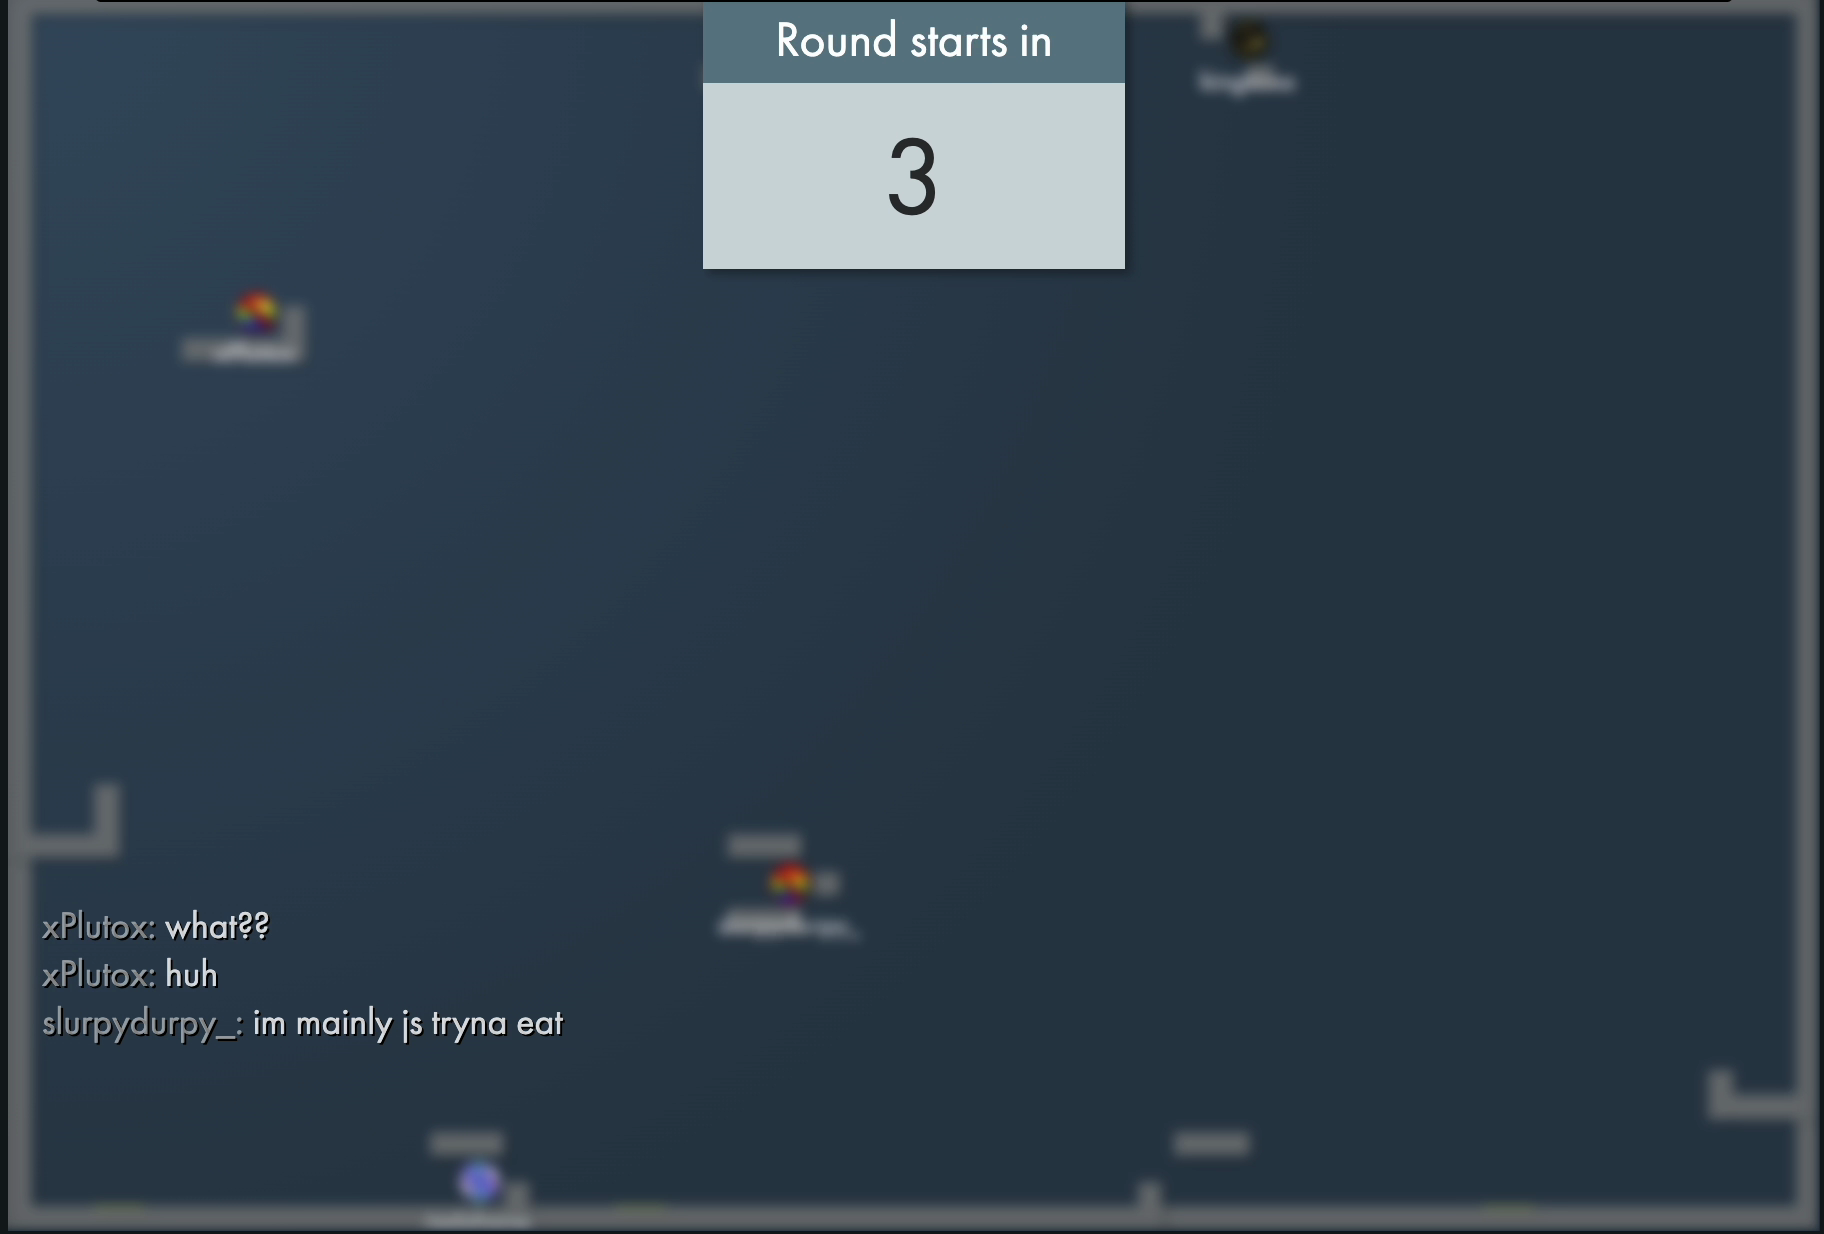 Round starts in
3
xPlutox: what??
xPlutox: huh
slurpydurpy_: im mainly js tryna eat